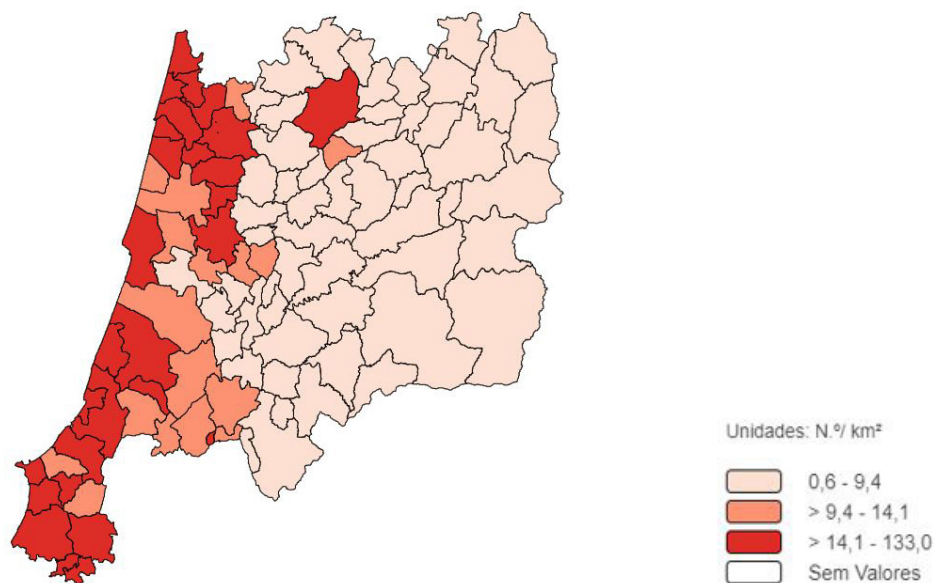 Unidades: N.º/ km²
0,6 - 9,4
> 9,4 - 14,1
> 14,1 - 133,0
Sem Valores